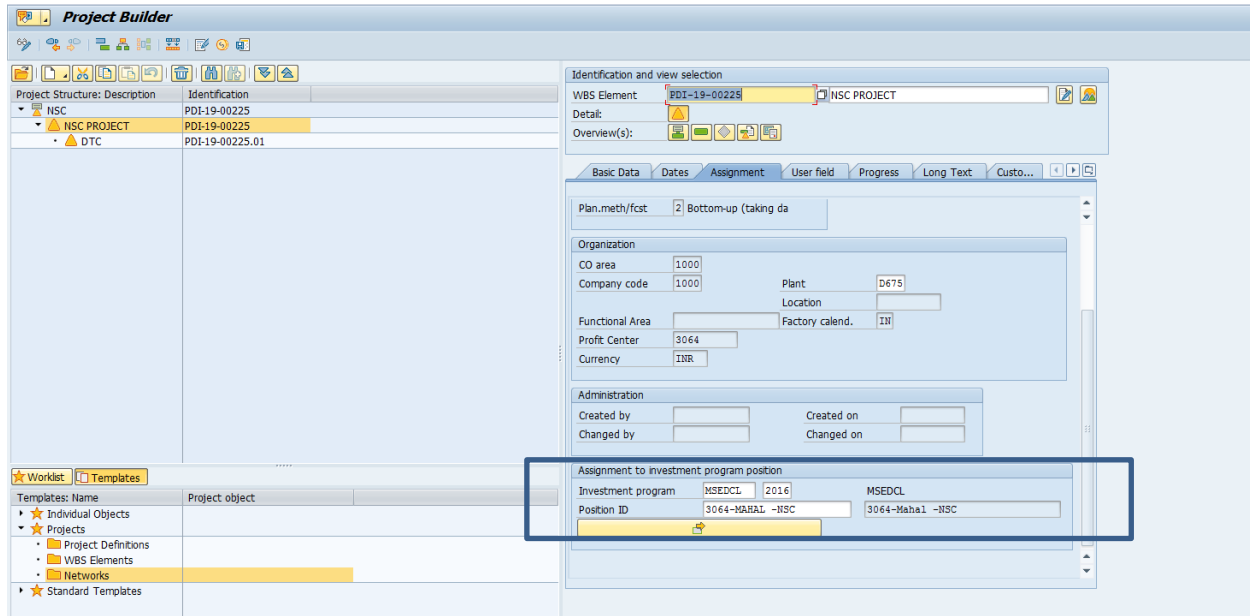 Project Builder
Project Structure: Description Identification
NSC PDI-19-00225
NSC PROJECT PDI-19-00225
DTC PDI-19-00225.01
Worklist Templates
Templates: Name Project object
Individual Objects
Projects
Project Definitions
WBS Elements
Networks
Standard Templates
Identification and view selection
WBS Element PDI-19-00225 NSC PROJECT
Detail:
Overview(s):
Basic Data Dates Assignment User field Progress Long Text Custo...
Plan.meth/fcst 2 Bottom-up (taking da
Organization
CO area 1000
Company code 1000 Plant D675
Location
Functional Area Factory calend. IN
Profit Center 3064
Currency INR
Administration
Created by Created on
Changed by Changed on
Assignment to investment program position
Investment program MSEDCL 2016 MSEDCL
Position ID 3064-MAHAL -NSC 3064-Mahal -NSC